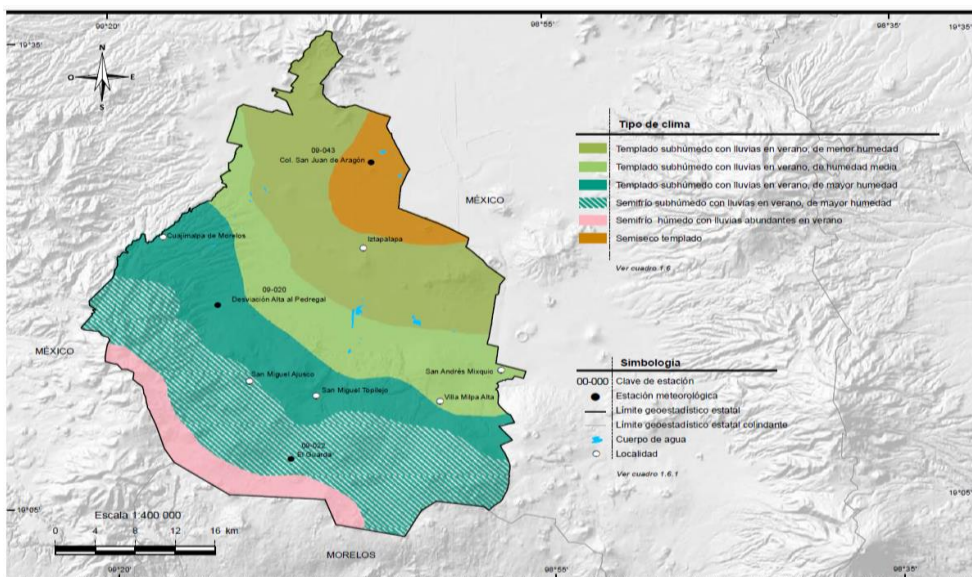 99°20'
98°55'
98°35'
19°35'
19°35'
N
O
E
S
09-043
Col. San Juan de Aragón
MÉXICO
Cuajimalpa de Morelos
Iztapalapa
09-020
Desviación Alta al Pedregal
MÉXICO
San Miguel Ajusco
San Miguel Topilejo
San Andrés Mixquic
Villa Milpa Alta
09-022
El Guarda
Escala 1:400 000
0 4 8 12 16 km
MORELOS
19°05'
19°05'
99°20'
98°55'
98°35'
Tipo de clima
Templado subhúmedo con lluvias en verano, de menor humedad
Templado subhúmedo con lluvias en verano, de humedad media
Templado subhúmedo con lluvias en verano, de mayor humedad
Semifrío subhúmedo con lluvias en verano, de mayor humedad
Semifrío húmedo con lluvias abundantes en verano
Semiseco templado
Ver cuadro 1.6
Simbología
00-000 Clave de estación
Estación meteorológica
Límite geoestadístico estatal
Límite geoestadístico estatal colindante
Cuerpo de agua
Localidad
Ver cuadro 1.6.1